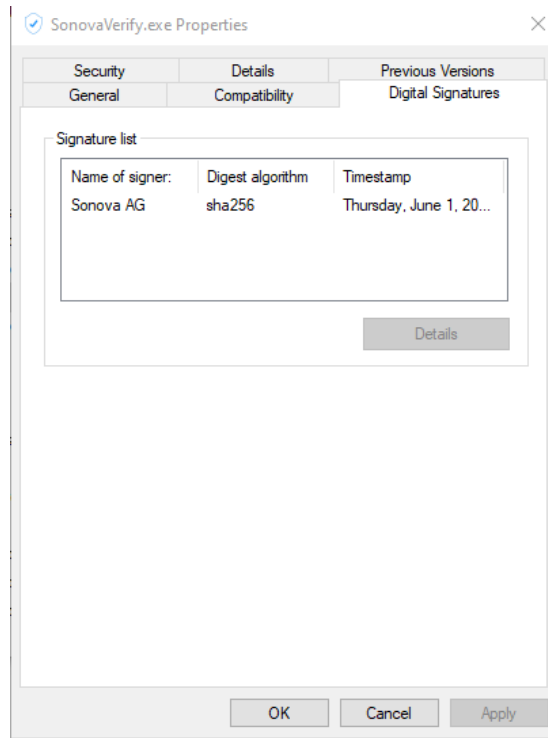 SonovaVerify.exe Properties
Security Details Previous Versions
General Compatibility Digital Signatures
Signature list
Name of signer: Digest algorithm Timestamp
Sonova AG sha256 Thursday, June 1, 20...
Details
OK Cancel Apply